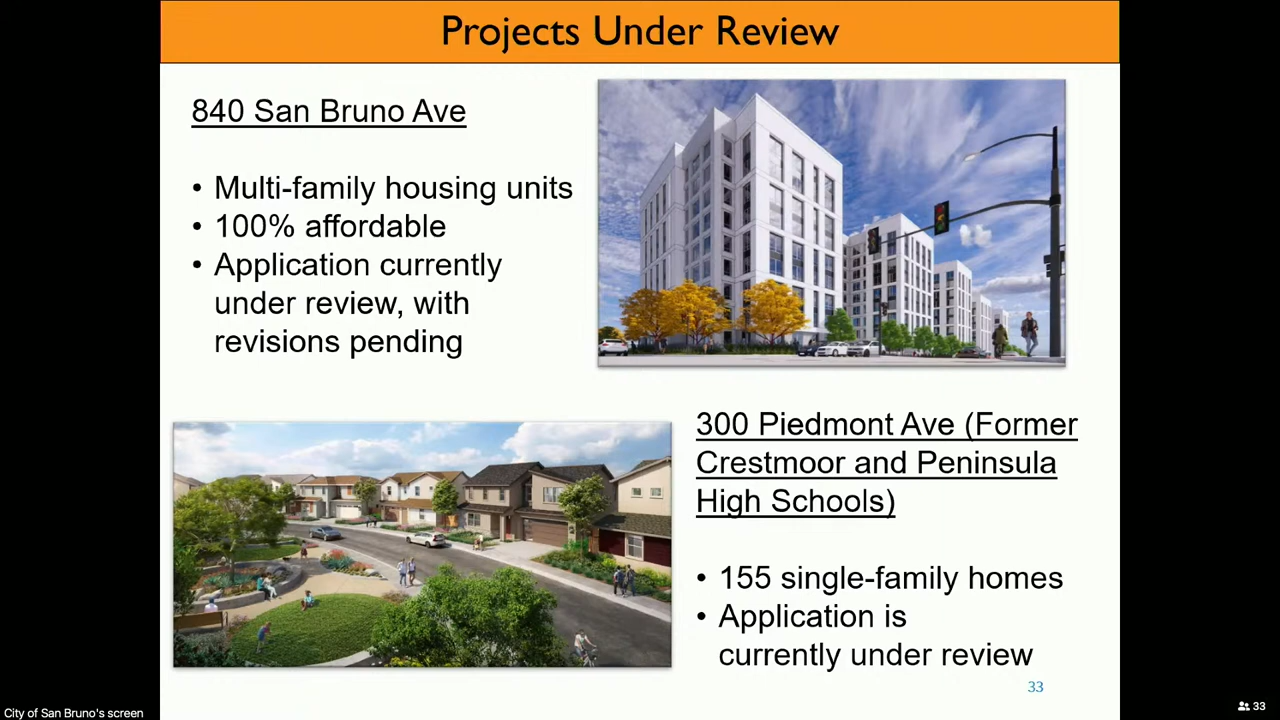 Projects Under Review
840 San Bruno Ave
• Multi-family housing units
• 100% affordable
• Application currently
under review, with
revisions pending
300 Piedmont Ave (Former
Crestmoor and Peninsula
High Schools)
• 155 single-family homes
• Application is
currently under review
33
City of San Bruno's screen
33